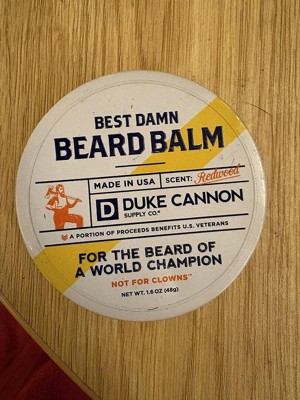 BEST DAMN
BEARD BALM
MADE IN USA
SCENT: Redwood
D DUKE CANNON
SUPPLY CO.®
A PORTION OF PROCEEDS BENEFITS U.S. VETERANS
FOR THE BEARD OF
A WORLD CHAMPION
NOT FOR CLOWNS™
NET WT. 1.6 OZ (48g)